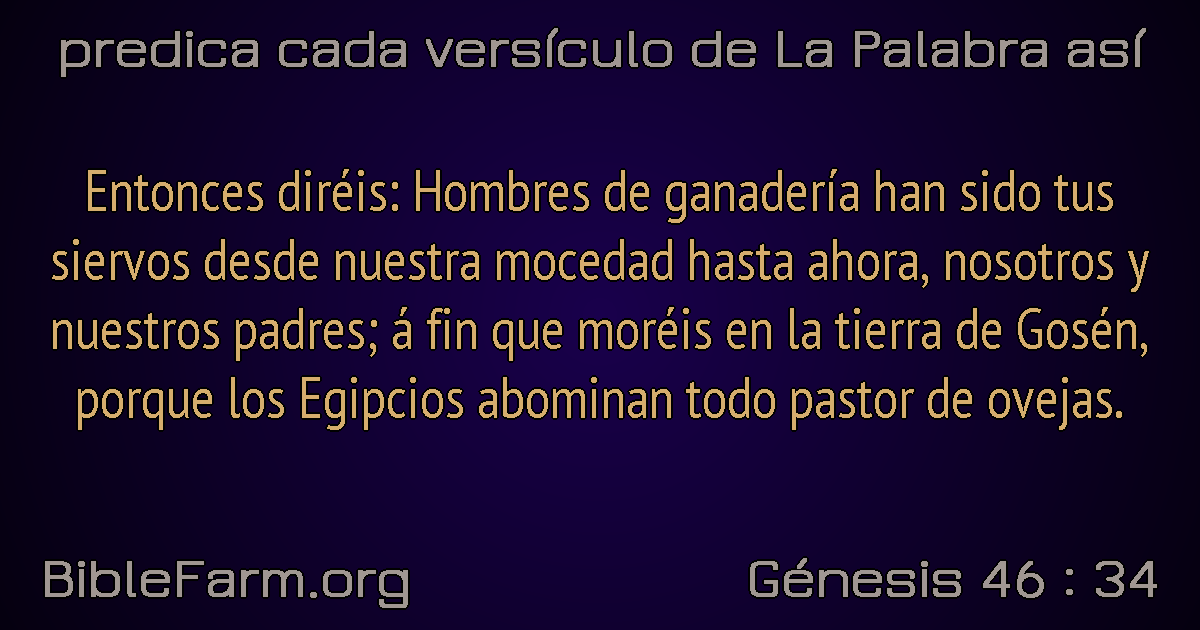 predica cada versículo de La Palabra así
Entonces diréis: Hombres de ganadería han sido tus
siervos desde nuestra mocedad hasta ahora, nosotros y
nuestros padres; á fin que moréis en la tierra de Gosén,
porque los Egipcios abominan todo pastor de ovejas.
BibleFarm.org
Génesis 46 : 34